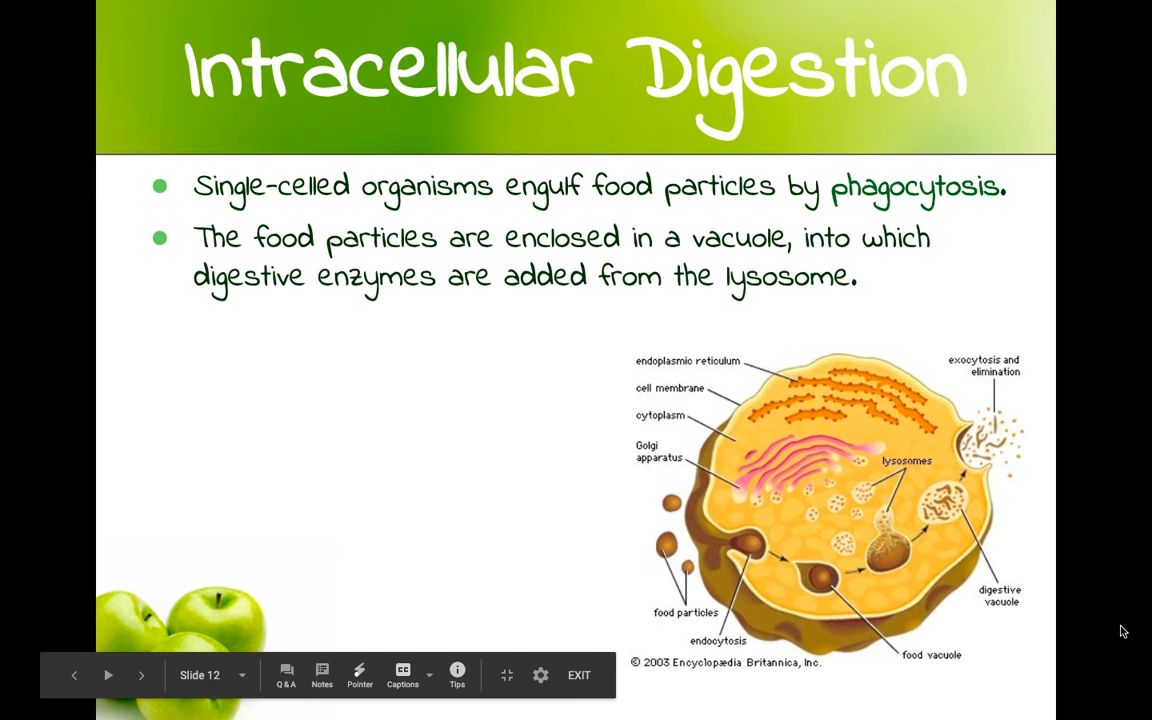 Intracellular Digestion
Single-celled organisms engulf food particles by phagocytosis.
The food particles are enclosed in a vacuole, into which
digestive enzymes are added from the lysosome.
endoplasmic reticulum
cell membrane
cytoplasm
Golgi
apparatus
exocytosis and
elimination
lysosomes
food particles
endocytosis
food vacuole
digestive
vacuole
© 2003 Encyclopædia Britannica, Inc.
Slide 12
Q & A
Notes
Pointer
CC
Captions
Tips
EXIT